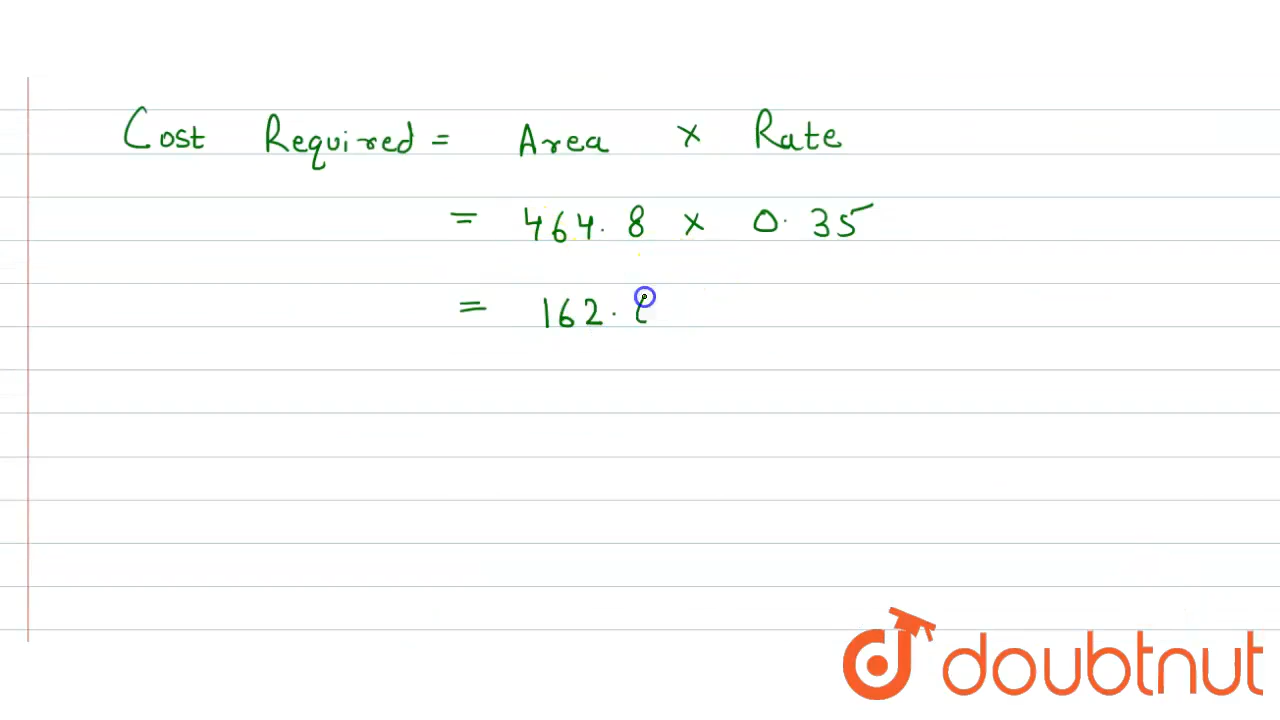 Cost Required = Area × Rate
= 464.8 × 0.35
= 162.
doubtnut